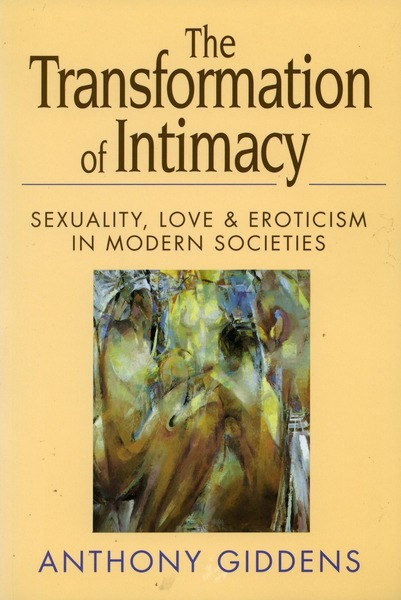 The
Transformation
of Intimacy
SEXUALITY, LOVE & EROTICISM
IN MODERN SOCIETIES
ANTHONY GIDDENS